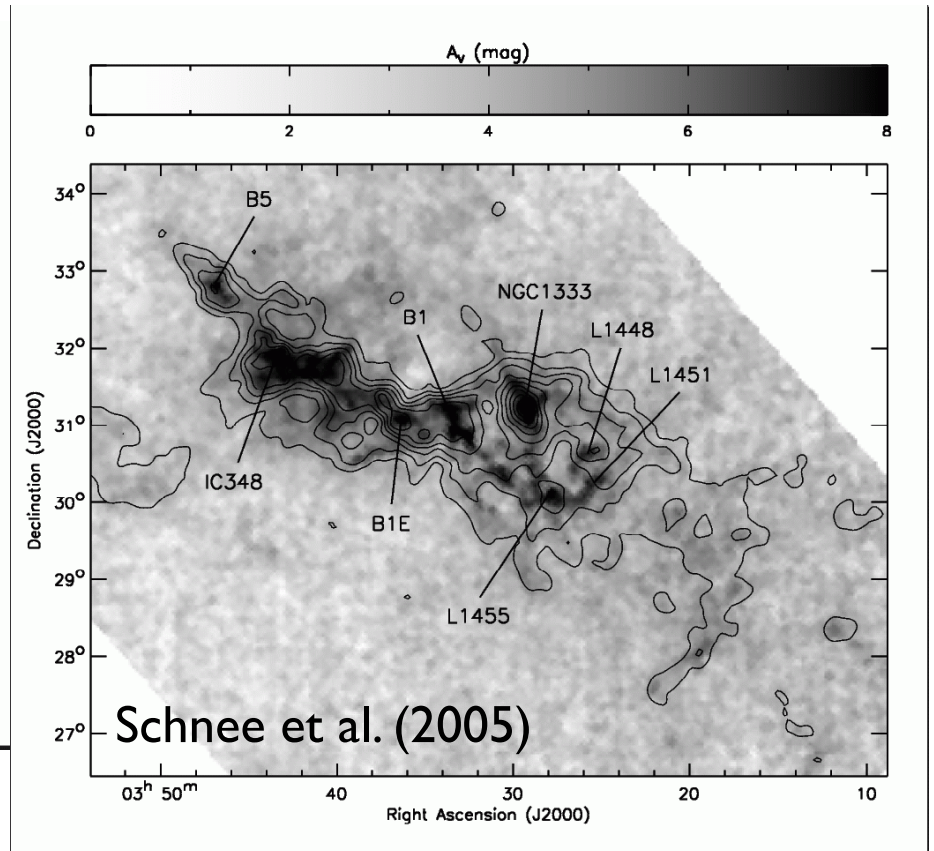 Av (mag)
0 2 4 6 8
34°
B5
33°
NGC1333
B1
L1448
32°
L1451
31°
IC348
30°
B1E
29°
L1455
28°
27°
Declination (J2000)
Schnee et al. (2005)
03h 50m 40 30 20 10
Right Ascension (J2000)